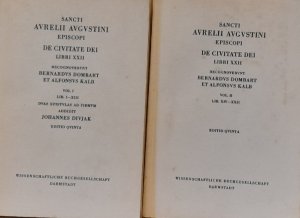 SANCTI
AVRELII AVGVSTINI
EPISCOPI
DE CIVITATE DEI
LIBRI XXII
RECOGNOVERVNT
BERNARDVS DOMBART
ET ALFONSVS KALB
VOL. I
LIB. I–XIII
DVAS EPISTVLAS AD FIRMVM
ADDIDIT
JOHANNES DIVJAK
EDITIO QVINTA
WISSENSCHAFTLICHE BUCHGESELLSCHAFT
DARMSTADT
SANCTI
AVRELII AVGVSTINI
EPISCOPI
DE CIVITATE DEI
LIBRI XXII
RECOGNOVERVNT
BERNARDVS DOMBART
ET ALFONSVS KALB
VOL. II
LIB. XIV–XXII
EDITIO QVINTA
WISSENSCHAFTLICHE BUCHGESELLSCHAFT
DARMSTADT